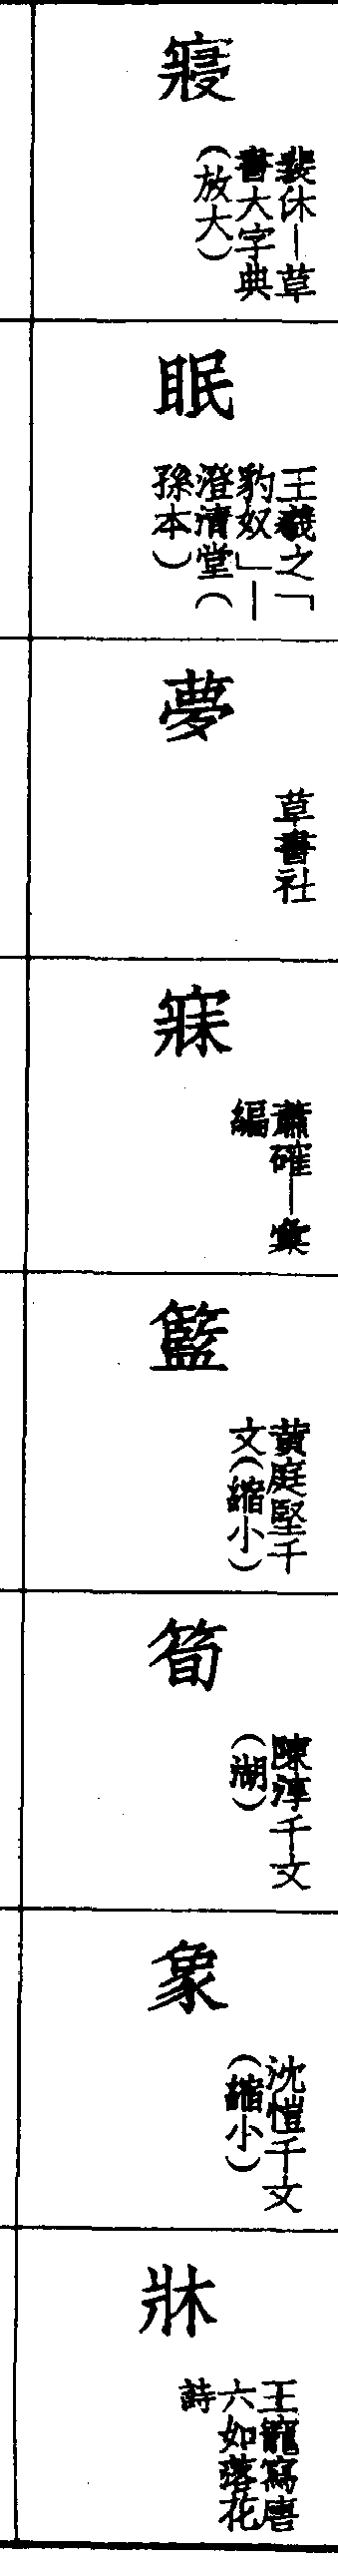 寢
裴休—草
書大字典
(放大)
眠
王羲之「
豹奴」—
澄清堂(
孫本)
夢
草書社
寐
蕭確—彙
編
籃
黄庭堅千
文(縮小)
筍
陳淳千文
(湖)
象
沈愷千文
(縮小)
牀
王寵寫唐
六如落花
詩